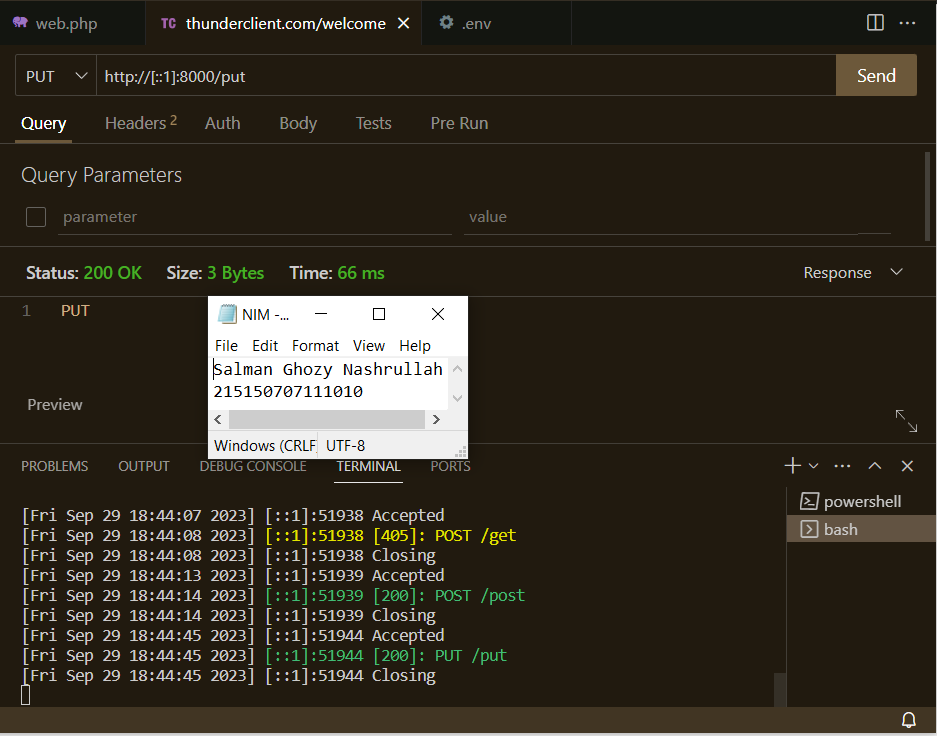 web.php TC thunderclient.com/welcome .env
PUT http://[::1]:8000/put Send
Query Headers 2 Auth Body Tests Pre Run
Query Parameters
parameter value
Status: 200 OK Size: 3 Bytes Time: 66 ms Response
1 PUT
NIM -...
File Edit Format View Help
Salman Ghozy Nashrullah
215150707111010
Windows (CRLF) UTF-8
Preview
PROBLEMS OUTPUT DEBUG CONSOLE TERMINAL PORTS
powershell
bash
[Fri Sep 29 18:44:07 2023] [::1]:51938 Accepted
[Fri Sep 29 18:44:08 2023] [::1]:51938 [405]: POST /get
[Fri Sep 29 18:44:08 2023] [::1]:51938 Closing
[Fri Sep 29 18:44:13 2023] [::1]:51939 Accepted
[Fri Sep 29 18:44:14 2023] [::1]:51939 [200]: POST /post
[Fri Sep 29 18:44:14 2023] [::1]:51939 Closing
[Fri Sep 29 18:44:45 2023] [::1]:51944 Accepted
[Fri Sep 29 18:44:45 2023] [::1]:51944 [200]: PUT /put
[Fri Sep 29 18:44:45 2023] [::1]:51944 Closing